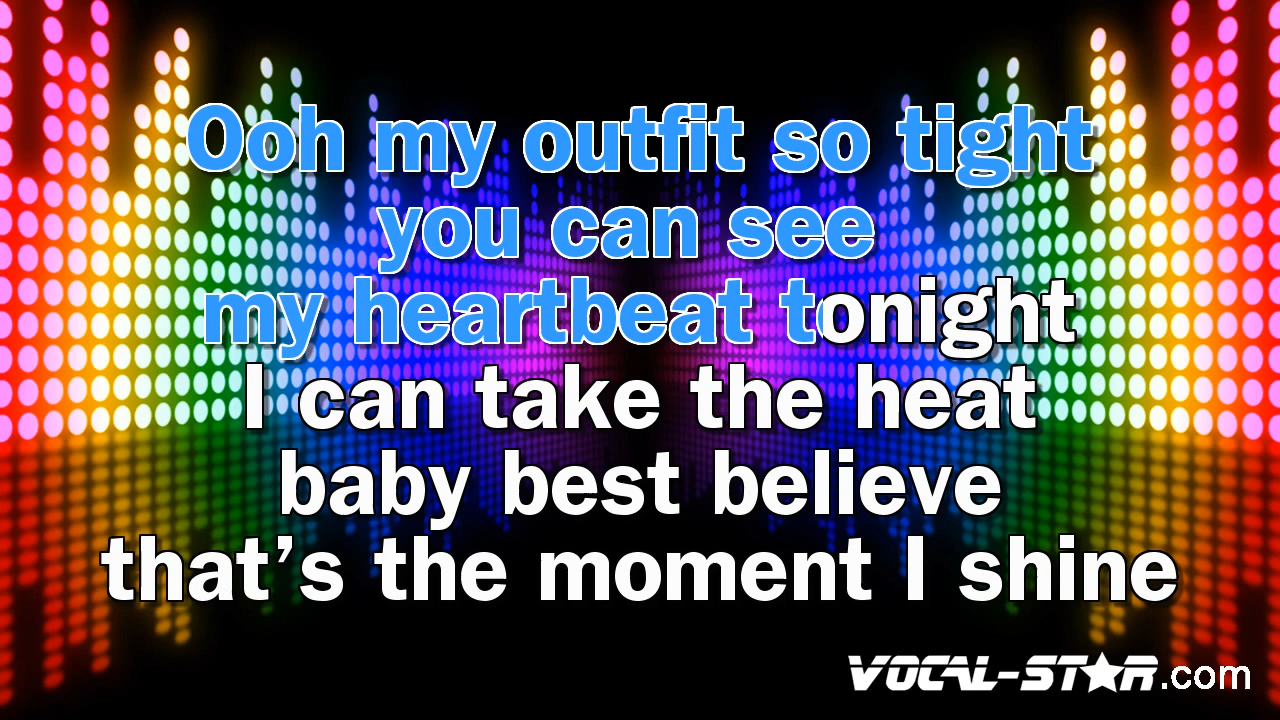 Ooh my outfit so tight
you can see
my heartbeat tonight
I can take the heat
baby best believe
that’s the moment I shine
VOCAL-STAR.com